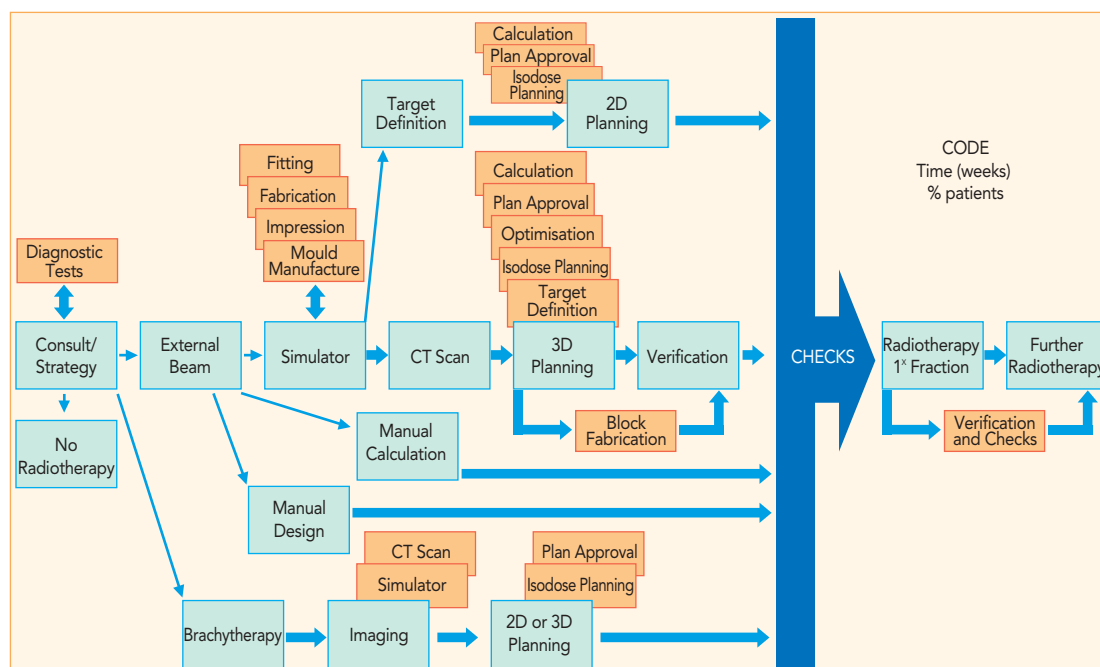 Calculation
Plan Approval
Isodose
Planning
Target
Definition
2D
Planning
CODE
Time (weeks)
% patients
Fitting
Fabrication
Impression
Mould
Manufacture
Calculation
Plan Approval
Optimisation
Isodose Planning
Target
Definition
Diagnostic
Tests
Consult/
Strategy
External
Beam
Simulator
CT Scan
3D
Planning
Verification
CHECKS
Radiotherapy
1ˣ Fraction
Further
Radiotherapy
Block
Fabrication
Verification
and Checks
No
Radiotherapy
Manual
Calculation
Manual
Design
CT Scan
Simulator
Plan Approval
Isodose Planning
Brachytherapy
Imaging
2D or 3D
Planning